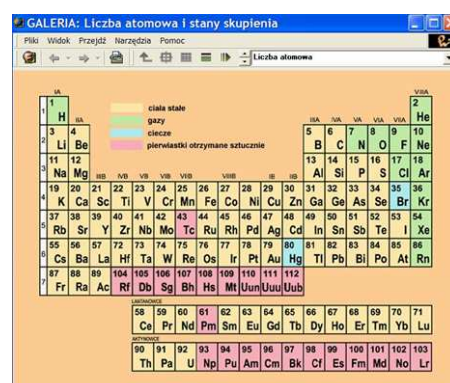 GALERIA: Liczba atomowa i stany skupienia
Pliki Widok Przejdź Narzędzia Pomoc
Liczba atomowa
IA VIIIA
1 1 2
H ciała stałe He
gazy
IIA ciecze IIIA IVA VA VIA VIIA
pierwiastki otrzymane sztucznie
2 3 4 5 6 7 8 9 10
Li Be B C N O F Ne
3 11 12 13 14 15 16 17 18
Na Mg IIIB IVB VB VIB VIIB VIIIB IB IIB Al Si P S Cl Ar
4 19 20 21 22 23 24 25 26 27 28 29 30 31 32 33 34 35 36
K Ca Sc Ti V Cr Mn Fe Co Ni Cu Zn Ga Ge As Se Br Kr
5 37 38 39 40 41 42 43 44 45 46 47 48 49 50 51 52 53 54
Rb Sr Y Zr Nb Mo Tc Ru Rh Pd Ag Cd In Sn Sb Te I Xe
6 55 56 57 72 73 74 75 76 77 78 79 80 81 82 83 84 85 86
Cs Ba La Hf Ta W Re Os Ir Pt Au Hg Tl Pb Bi Po At Rn
7 87 88 89 104 105 106 107 108 109 110 111 112
Fr Ra Ac Rf Db Sg Bh Hs Mt Uun Uuu Uub
LANTANOWCE
58 59 60 61 62 63 64 65 66 67 68 69 70 71
Ce Pr Nd Pm Sm Eu Gd Tb Dy Ho Er Tm Yb Lu
AKTYNOWCE
90 91 92 93 94 95 96 97 98 99 100 101 102 103
Th Pa U Np Pu Am Cm Bk Cf Es Fm Md No Lr